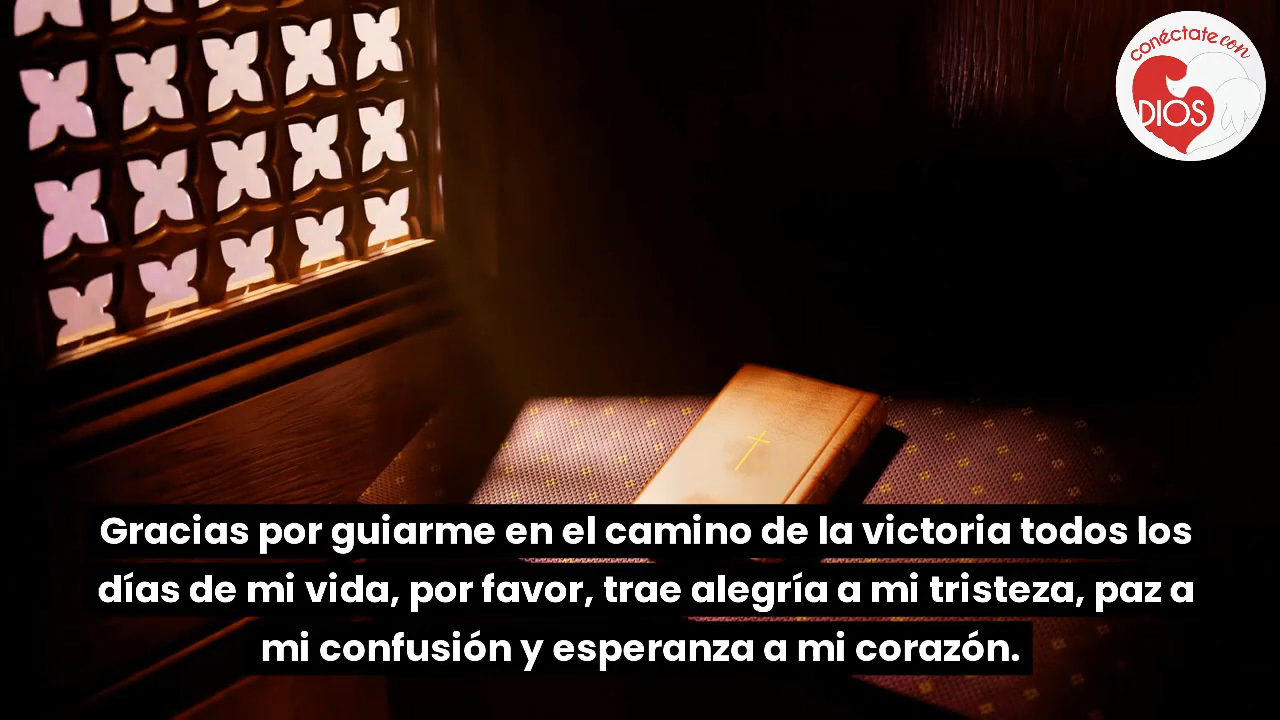 conéctate con
DIOS
Gracias por guiarme en el camino de la victoria todos los
días de mi vida, por favor, trae alegría a mi tristeza, paz a
mi confusión y esperanza a mi corazón.